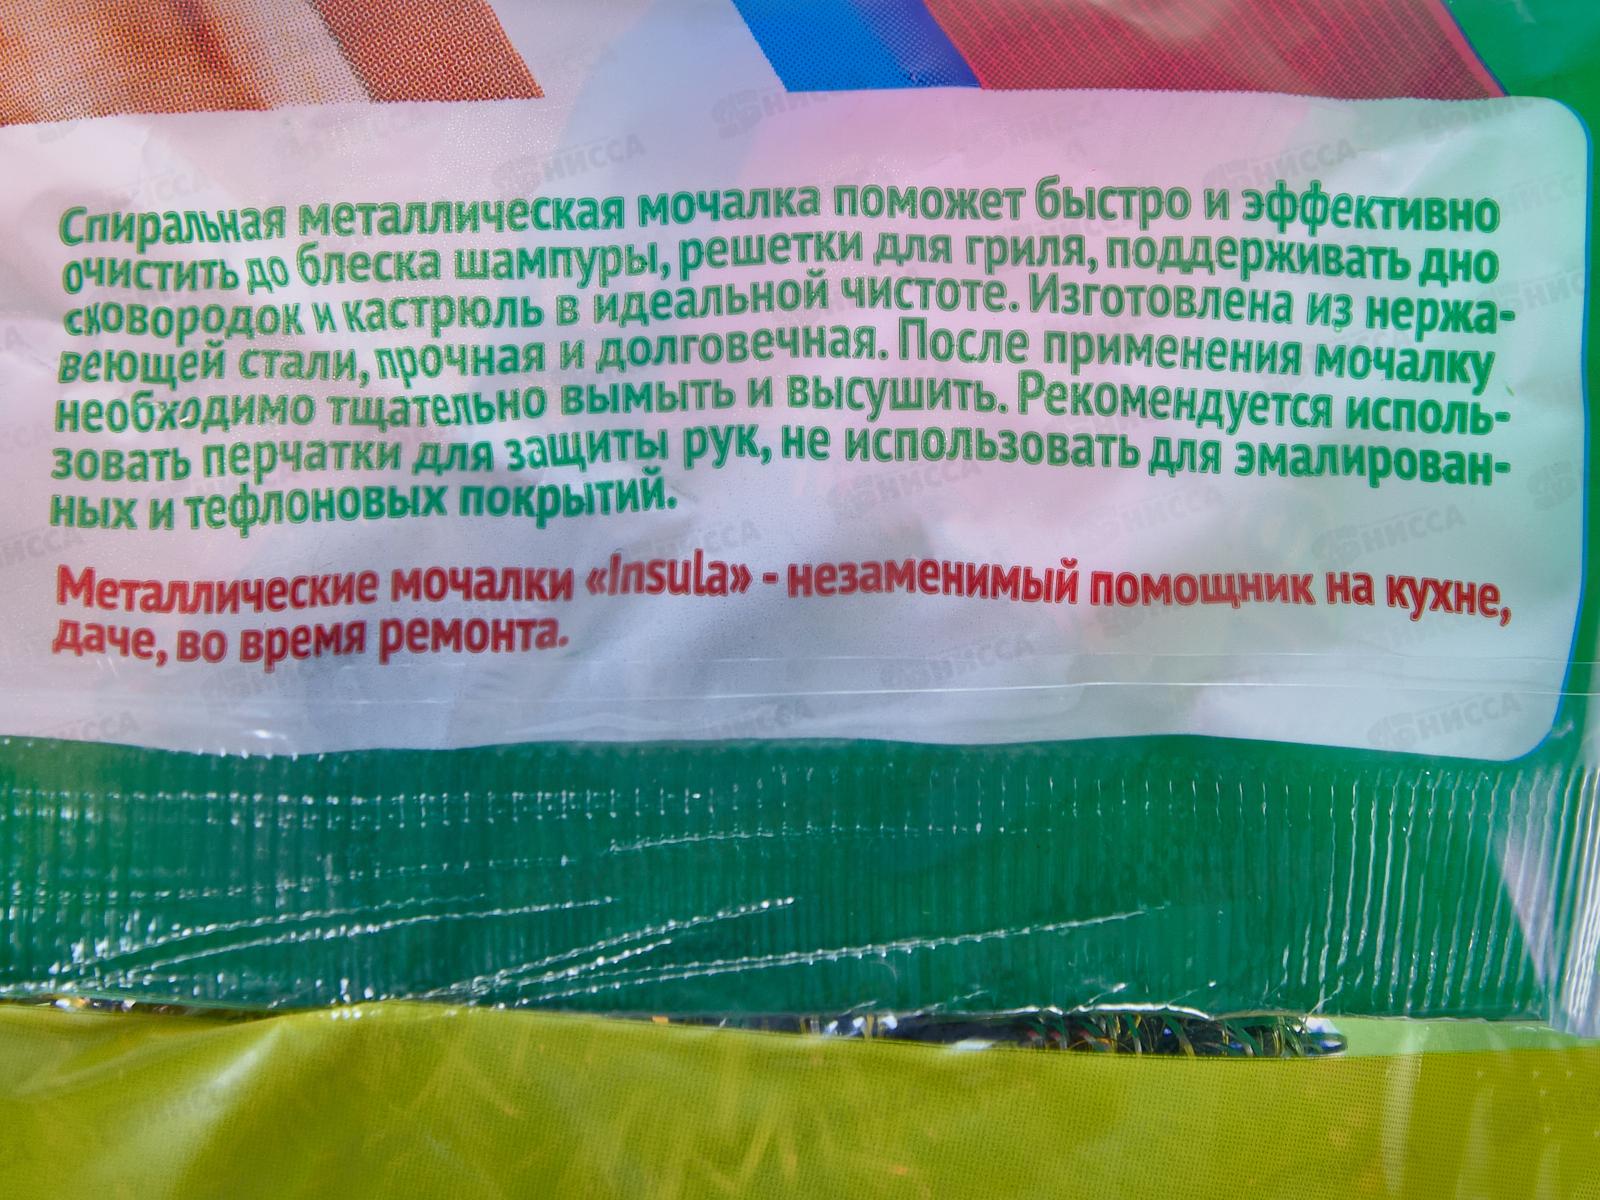 Спиральная металлическая мочалка поможет быстро и эффективно
очистить до блеска шампуры, решетки для гриля, поддерживать дно
сковородок и кастрюль в идеальной чистоте. Изготовлена из нержа-
веющей стали, прочная и долговечная. После применения мочалку
необходимо тщательно вымыть и высушить. Рекомендуется исполь-
зовать перчатки для защиты рук, не использовать для эмалирован-
ных и тефлоновых покрытий.
Металлические мочалки «Insula» - незаменимый помощник на кухне,
даче, во время ремонта.